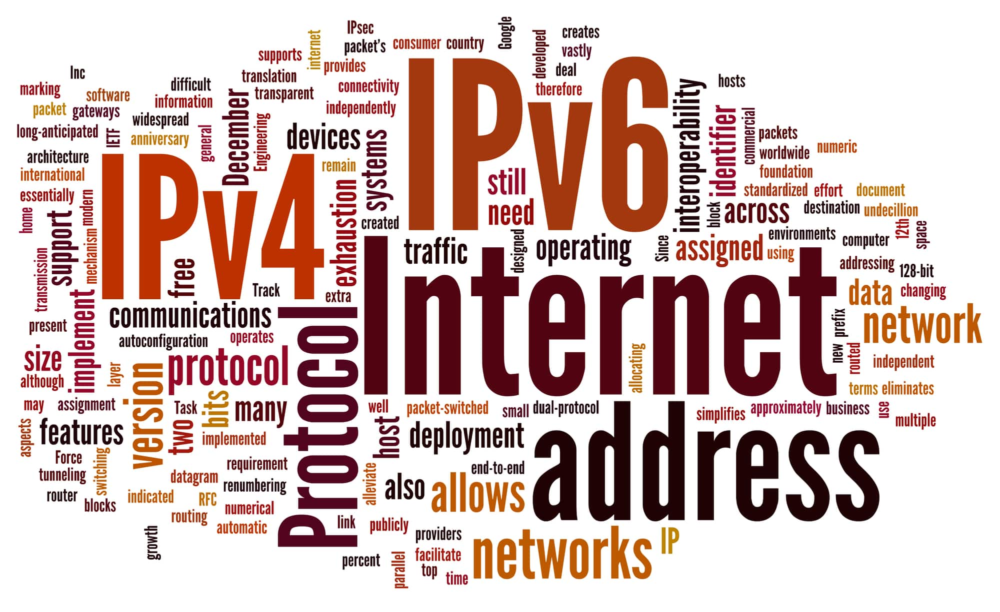 IPsec
packet's
consumer
country
Google
developed
creates
vastly
deal
therefore
supports
internet
provides
translation
transparent
connectivity
independently
Inc
marking
software
packet
gateways
difficult
information
widespread
long-anticipated
IETF
anniversary
general
December
Engineering
devices
systems
remain
IPv6
still
need
interoperability
hosts
identifier
commercial
packets
worldwide
numeric
foundation
standardized
effort
document
block
across
destination
undecillion
architecture
international
essentially
modern
home
support
mechanism
transmission
IPv4
free
Track
extra
exhaustion
created
traffic
designed
operating
Since
assigned
using
environments
computer
12th
space
addressing
128-bit
data
changing
network
prefix
new
routed
independent
terms
eliminates
Internet
allocating
communications
present
implement
autoconfiguration
operates
size
although
layer
protocol
Protocol
version
may
assignment
Task
bits
many
two
implemented
aspects
features
Force
tunneling
switching
router
blocks
requirement
datagram
renumbering
indicated
RFC
numerical
routing
automatic
growth
link
well
packet-switched
small
dual-protocol
simplifies
approximately
business
use
multiple
host
deployment
address
end-to-end
alleviate
also
allows
publicly
providers
networks
IP
percent
parallel
facilitate
top
time